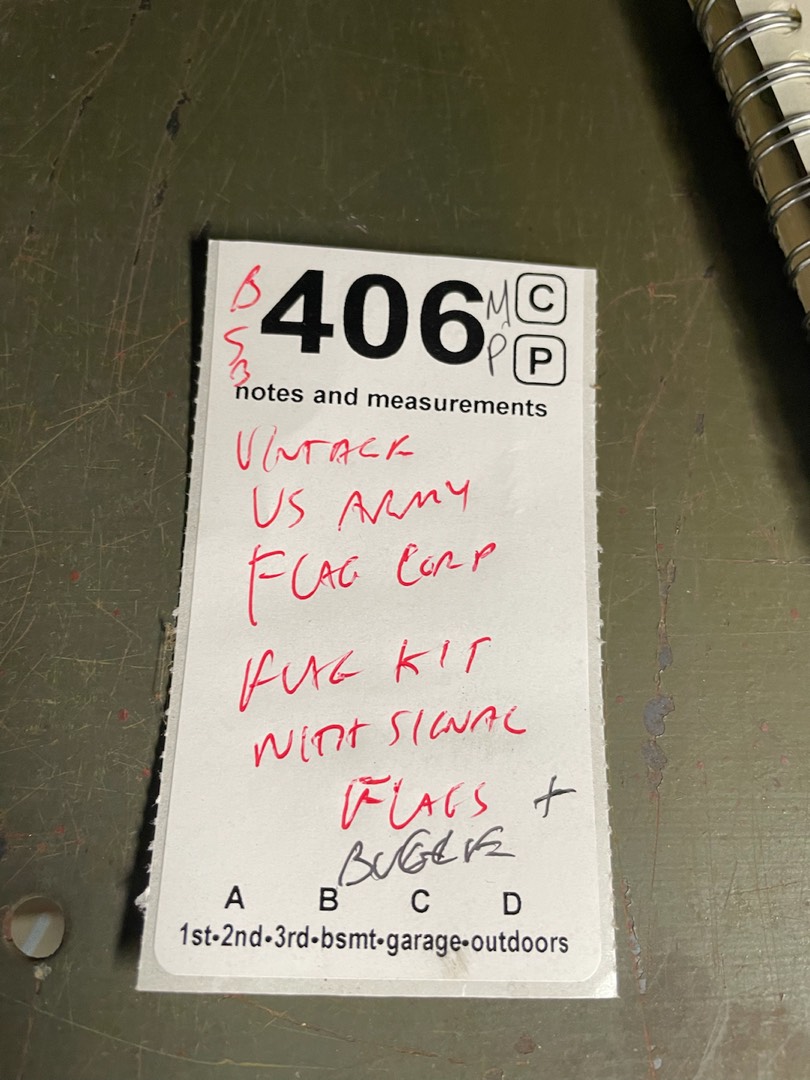 B 406 M C
S P P
B
notes and measurements
VINTAGE
US ARMY
FLAG CORP
FLAG KIT
WITH SIGNAL
FLAGS +
BUGLE
A B C D
1st•2nd•3rd•bsmt•garage•outdoors